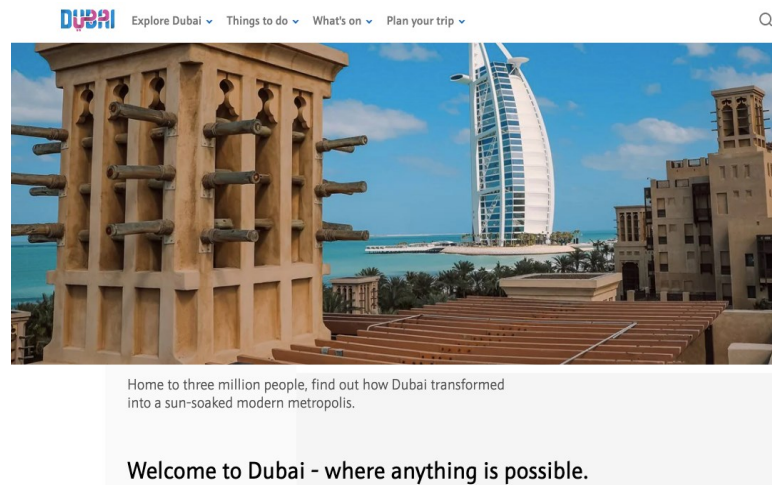 DUBAI
Explore Dubai Things to do What's on Plan your trip
Home to three million people, find out how Dubai transformed
into a sun-soaked modern metropolis.
Welcome to Dubai - where anything is possible.